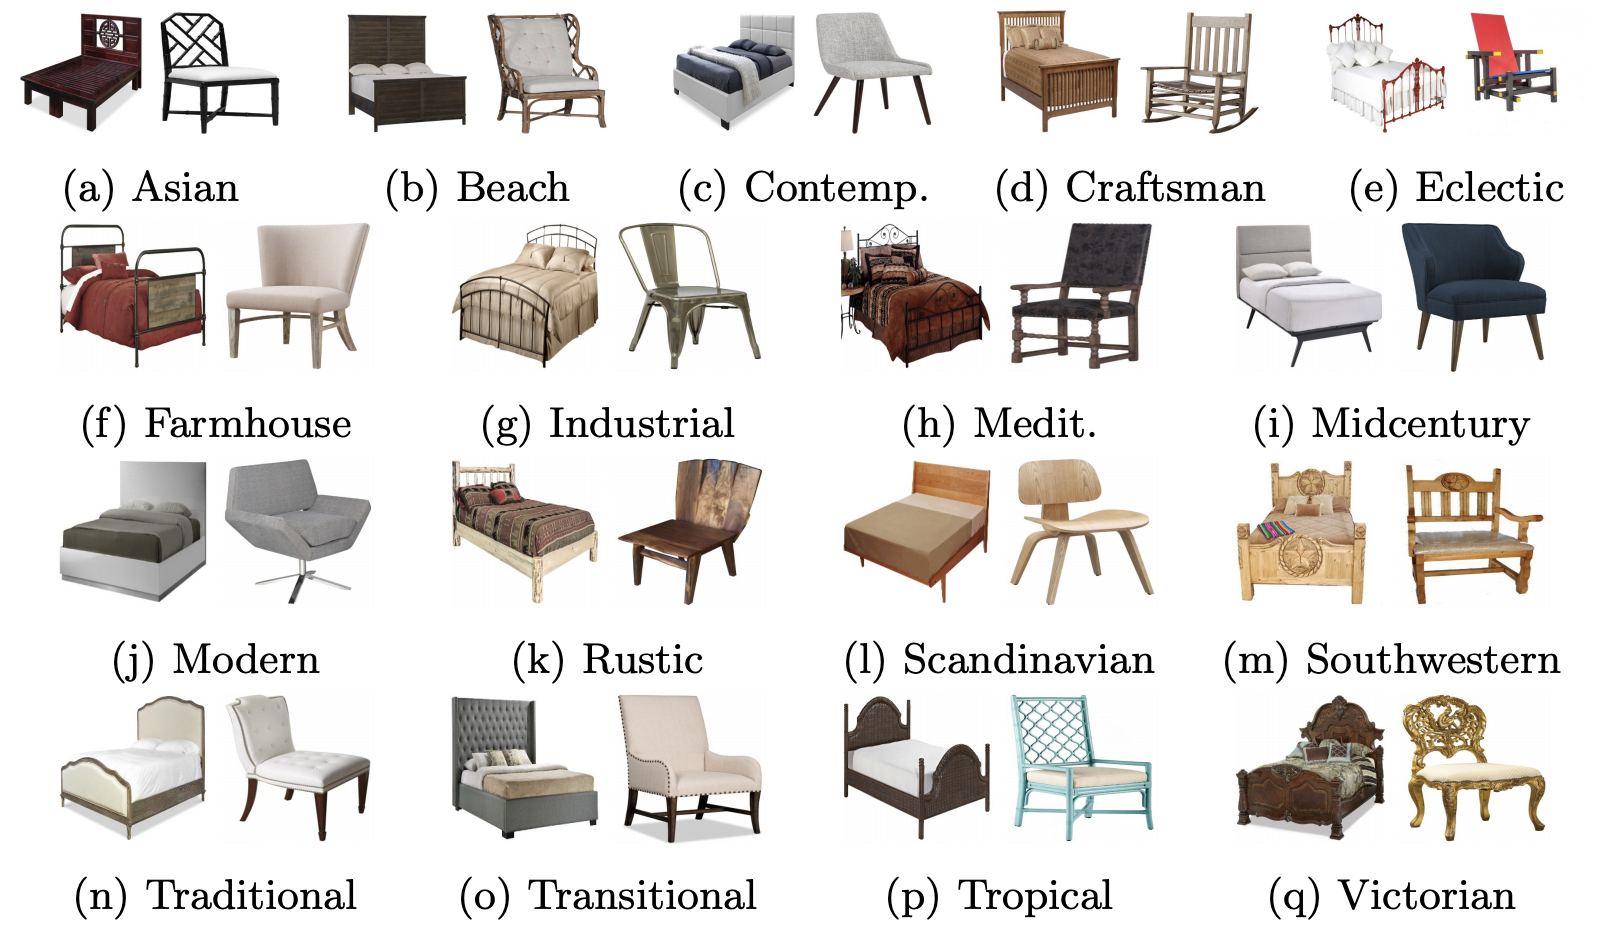 (a) Asian
(b) Beach
(c) Contemp.
(d) Craftsman
(e) Eclectic
(f) Farmhouse
(g) Industrial
(h) Medit.
(i) Midcentury
(j) Modern
(k) Rustic
(l) Scandinavian
(m) Southwestern
(n) Traditional
(o) Transitional
(p) Tropical
(q) Victorian